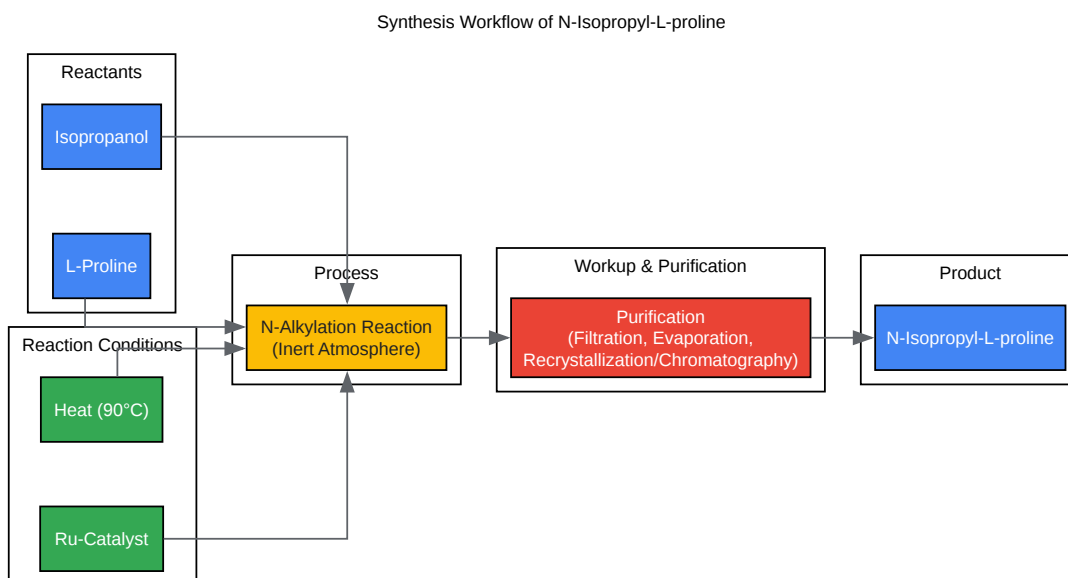 Synthesis Workflow of N-Isopropyl-L-proline
Reactants
Isopropanol
L-Proline
Reaction Conditions
Heat (90°C)
Ru-Catalyst
Process
N-Alkylation Reaction
(Inert Atmosphere)
Workup & Purification
Purification
(Filtration, Evaporation,
Recrystallization/Chromatography)
Product
N-Isopropyl-L-proline